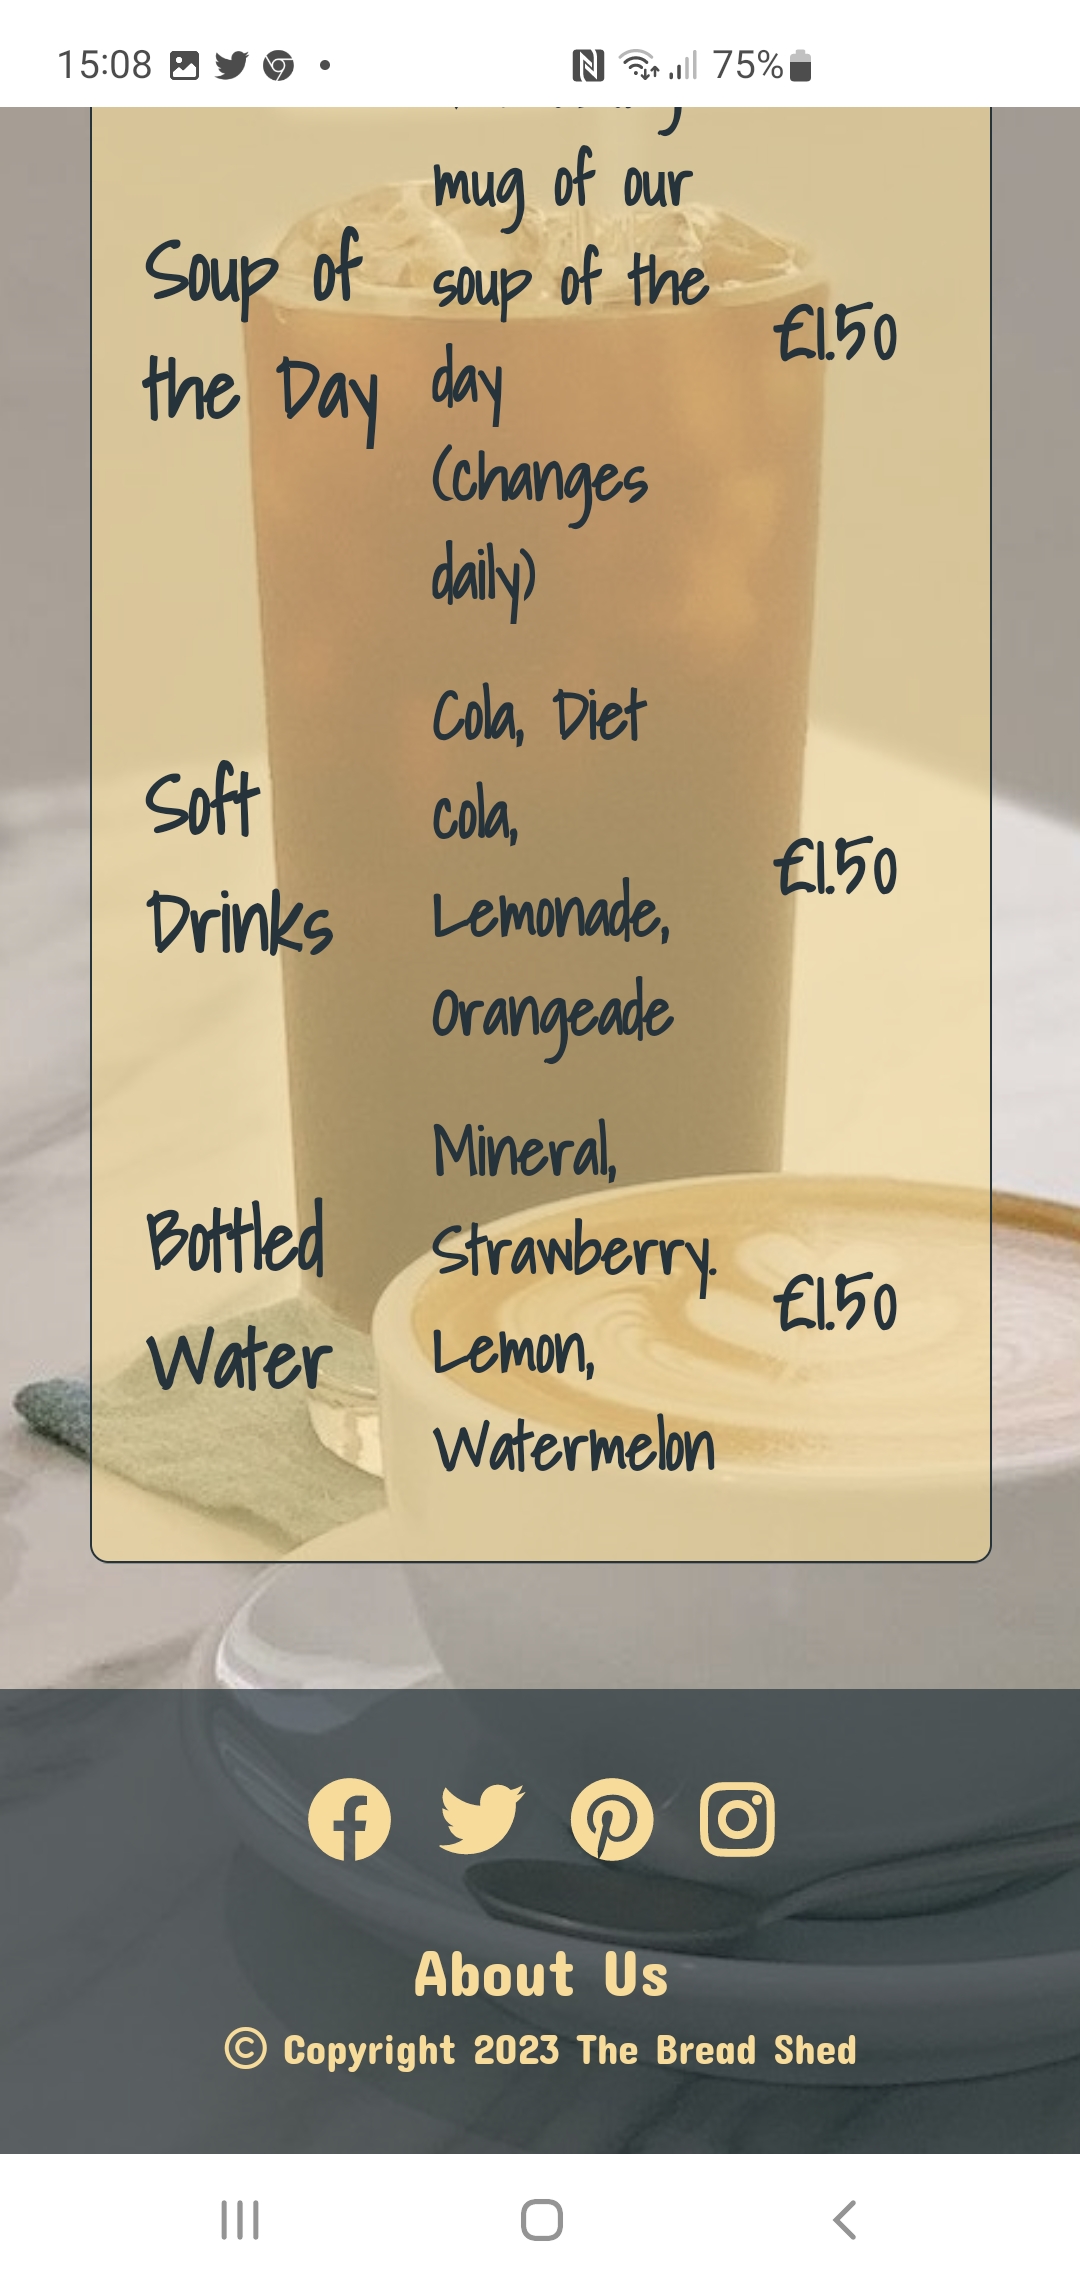 15:08
75%
mug of our
soup of the
day
(changes
daily)
Soup of
the Day
£1.50
Cola, Diet
cola,
Lemonade,
Orangeade
Soft
Drinks
£1.50
Mineral,
Strawberry.
Lemon,
Watermelon
Bottled
Water
£1.50
About Us
© Copyright 2023 The Bread Shed